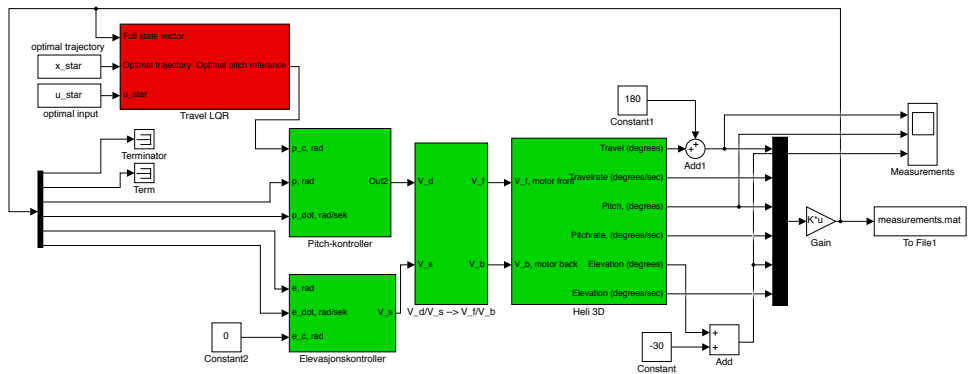 optimal trajectory
x_star
u_star
optimal input
Full state vector
Optimal trajectory
Optimal pitch reference
u_star
Travel LQR
Terminator
Term
p_c, rad
p, rad
Out2
p_dot, rad/sek
Pitch-kontroller
e, rad
e_dot, rad/sek
V_s
e_c, rad
Elevasjonskontroller
0
Constant2
V_d
V_f
V_s
V_b
V_d/V_s --> V_f/V_b
V_f, motor front
V_b, motor back
Travel (degrees)
Travelrate (degrees/sec)
Pitch, (degrees)
Pitchrate, (degrees/sec)
Elevation (degrees)
Elevation (degrees/sec)
Heli 3D
180
Constant1
+
+
Add1
-30
Constant
+
+
Add
K*u
Gain
Measurements
measurements.mat
To File1